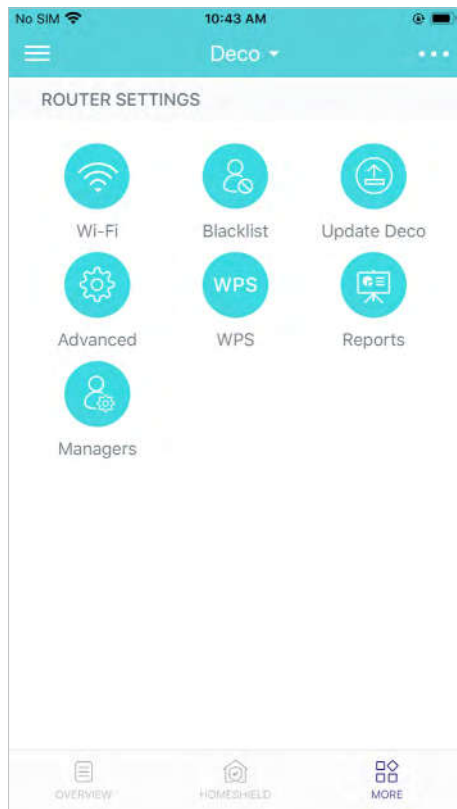 No SIM 10:43 AM
Deco
ROUTER SETTINGS
Wi-Fi Blacklist Update Deco
WPS
Advanced WPS Reports
Managers
OVERVIEW HOMESHIELD MORE